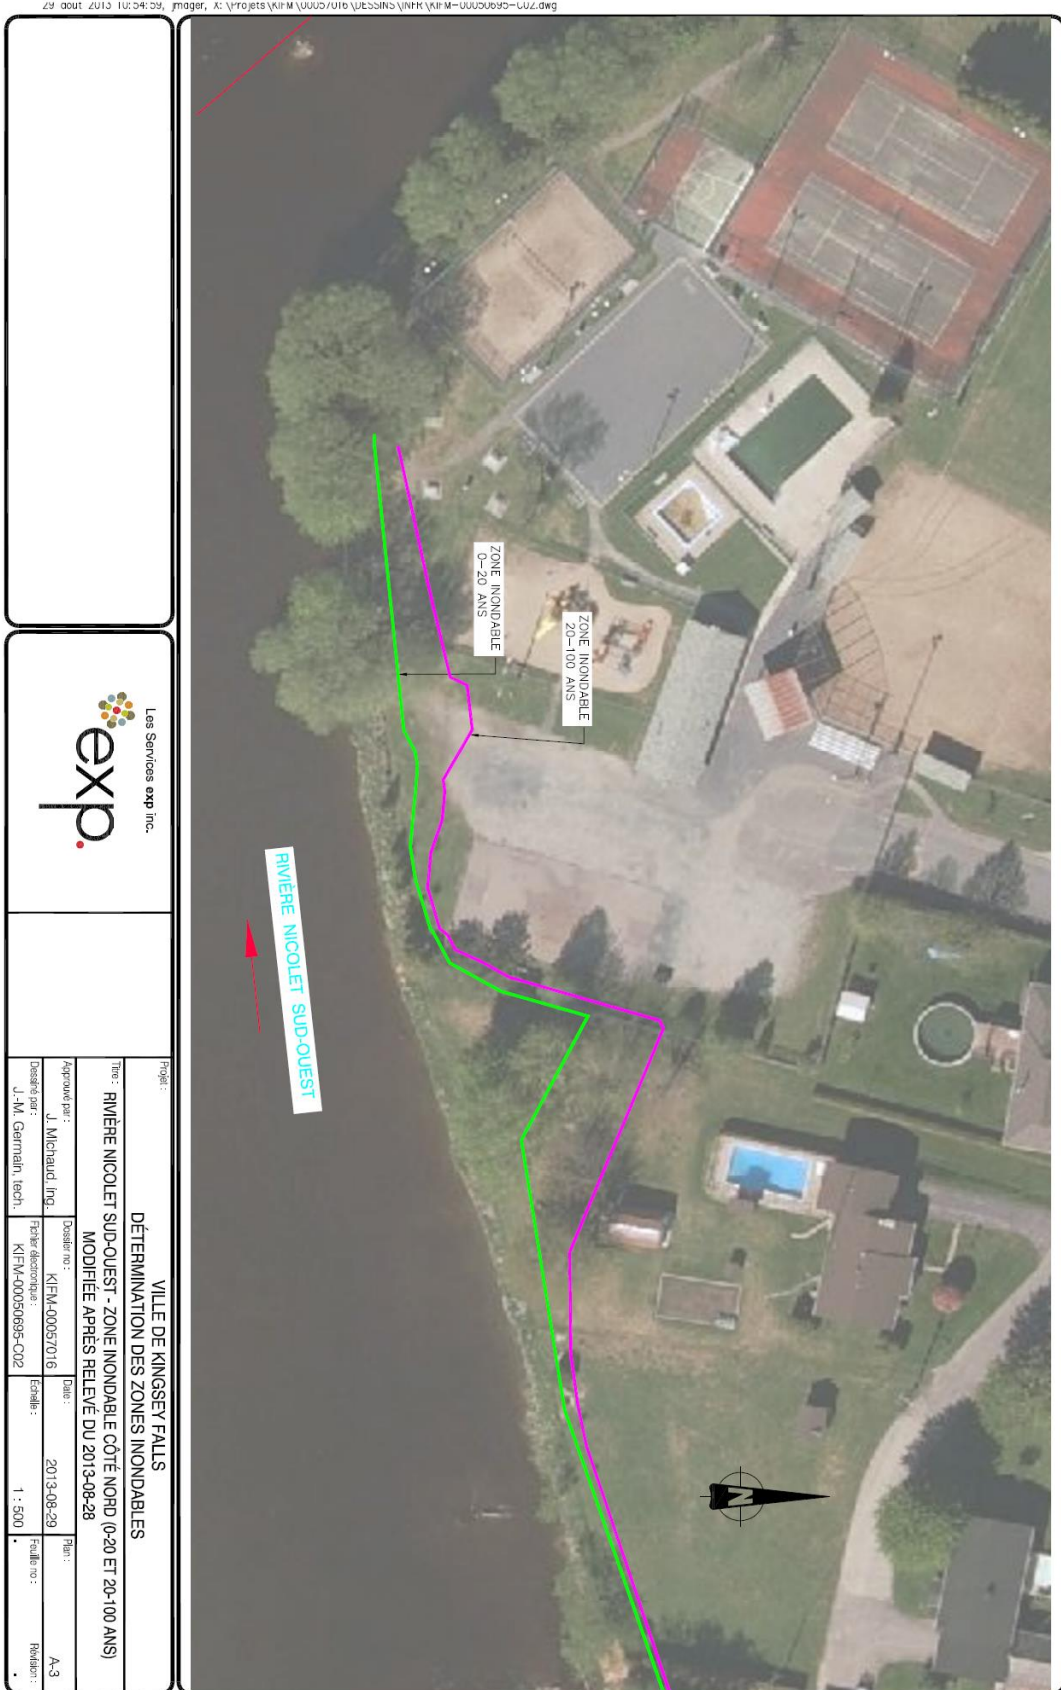 29 août 2013 10:54:59, jmager, X:\Projets\KIFM\00057016\DESSINS\INFR\KIFM-00050695-C02.dwg
ZONE INONDABLE
0-20 ANS
ZONE INONDABLE
20-100 ANS
RIVIÈRE NICOLET SUD-OUEST
N
Les Services exp inc.
exp.
Projet :
VILLE DE KINGSEY FALLS
DÉTERMINATION DES ZONES INONDABLES
Titre :
RIVIÈRE NICOLET SUD-OUEST - ZONE INONDABLE CÔTÉ NORD (0-20 ET 20-100 ANS)
MODIFIÉE APRÈS RELEVÉ DU 2013-08-28
Approuvé par :
J. Michaud, ing.
Dossier no :
KIFM-00057016
Date :
2013-08-29
Plan :
A-3
Dessiné par :
J.-M. Germain, tech.
Fichier électronique :
KIFM-00050695-C02
Échelle :
1 : 500
Feuille no :
.
Révision :
.